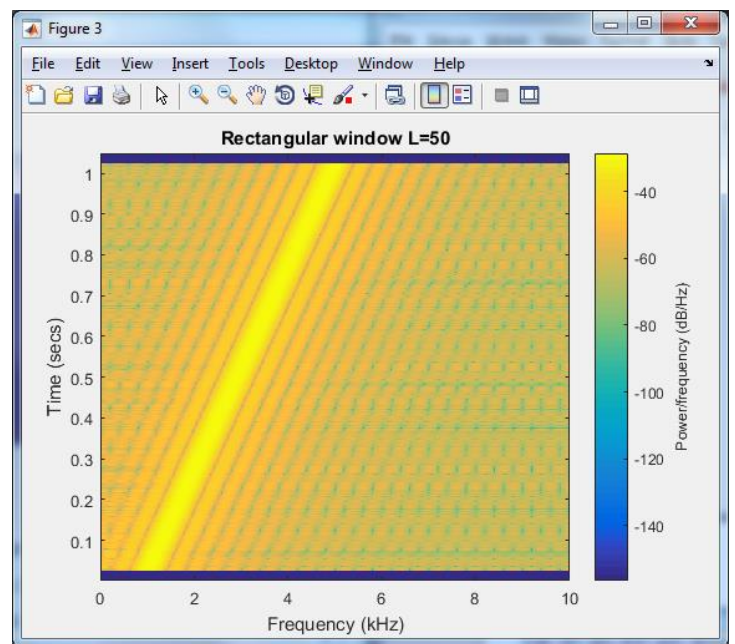 Figure 3
File Edit View Insert Tools Desktop Window Help
Rectangular window L=50
1
0.9
0.8
0.7
0.6
0.5
0.4
0.3
0.2
0.1
Time (secs)
0 2 4 6 8 10
Frequency (kHz)
-40
-60
-80
-100
-120
-140
Power/frequency (dB/Hz)